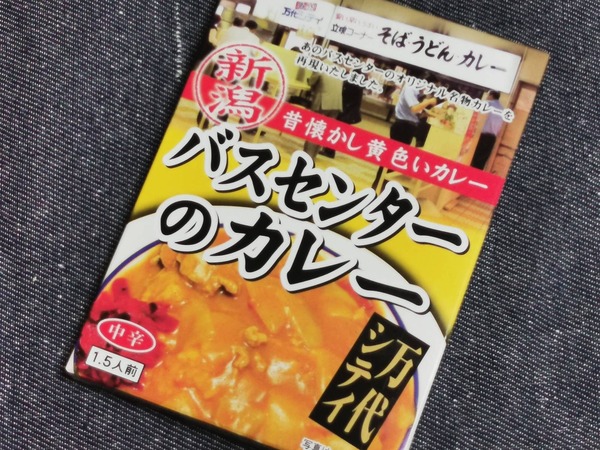 万代シテイ
立喰コーナー そばうどん カレー
あのバスセンターのオリジナル名物カレーを
再現いたしました。
新潟
昔懐かし黄色いカレー
バスセンター
のカレー
中辛
1.5人前
万代
シテイ
写真